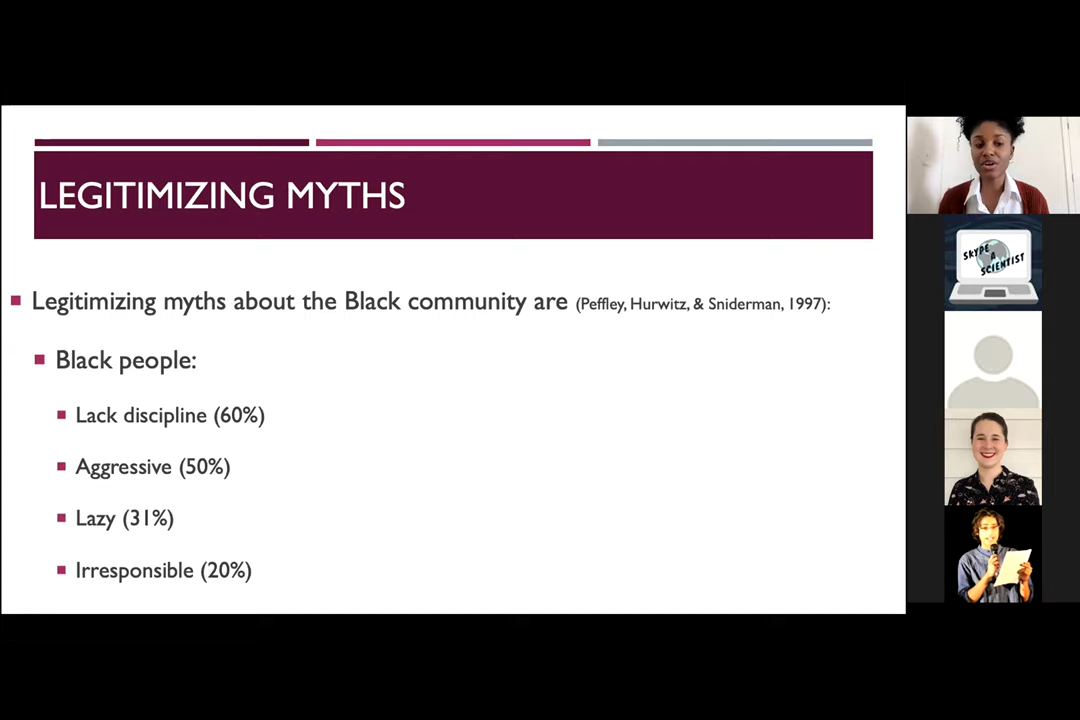 LEGITIMIZING MYTHS
Legitimizing myths about the Black community are (Peffley, Hurwitz, & Sniderman, 1997):
Black people:
Lack discipline (60%)
Aggressive (50%)
Lazy (31%)
Irresponsible (20%)
SKYPE
A
SCIENTIST